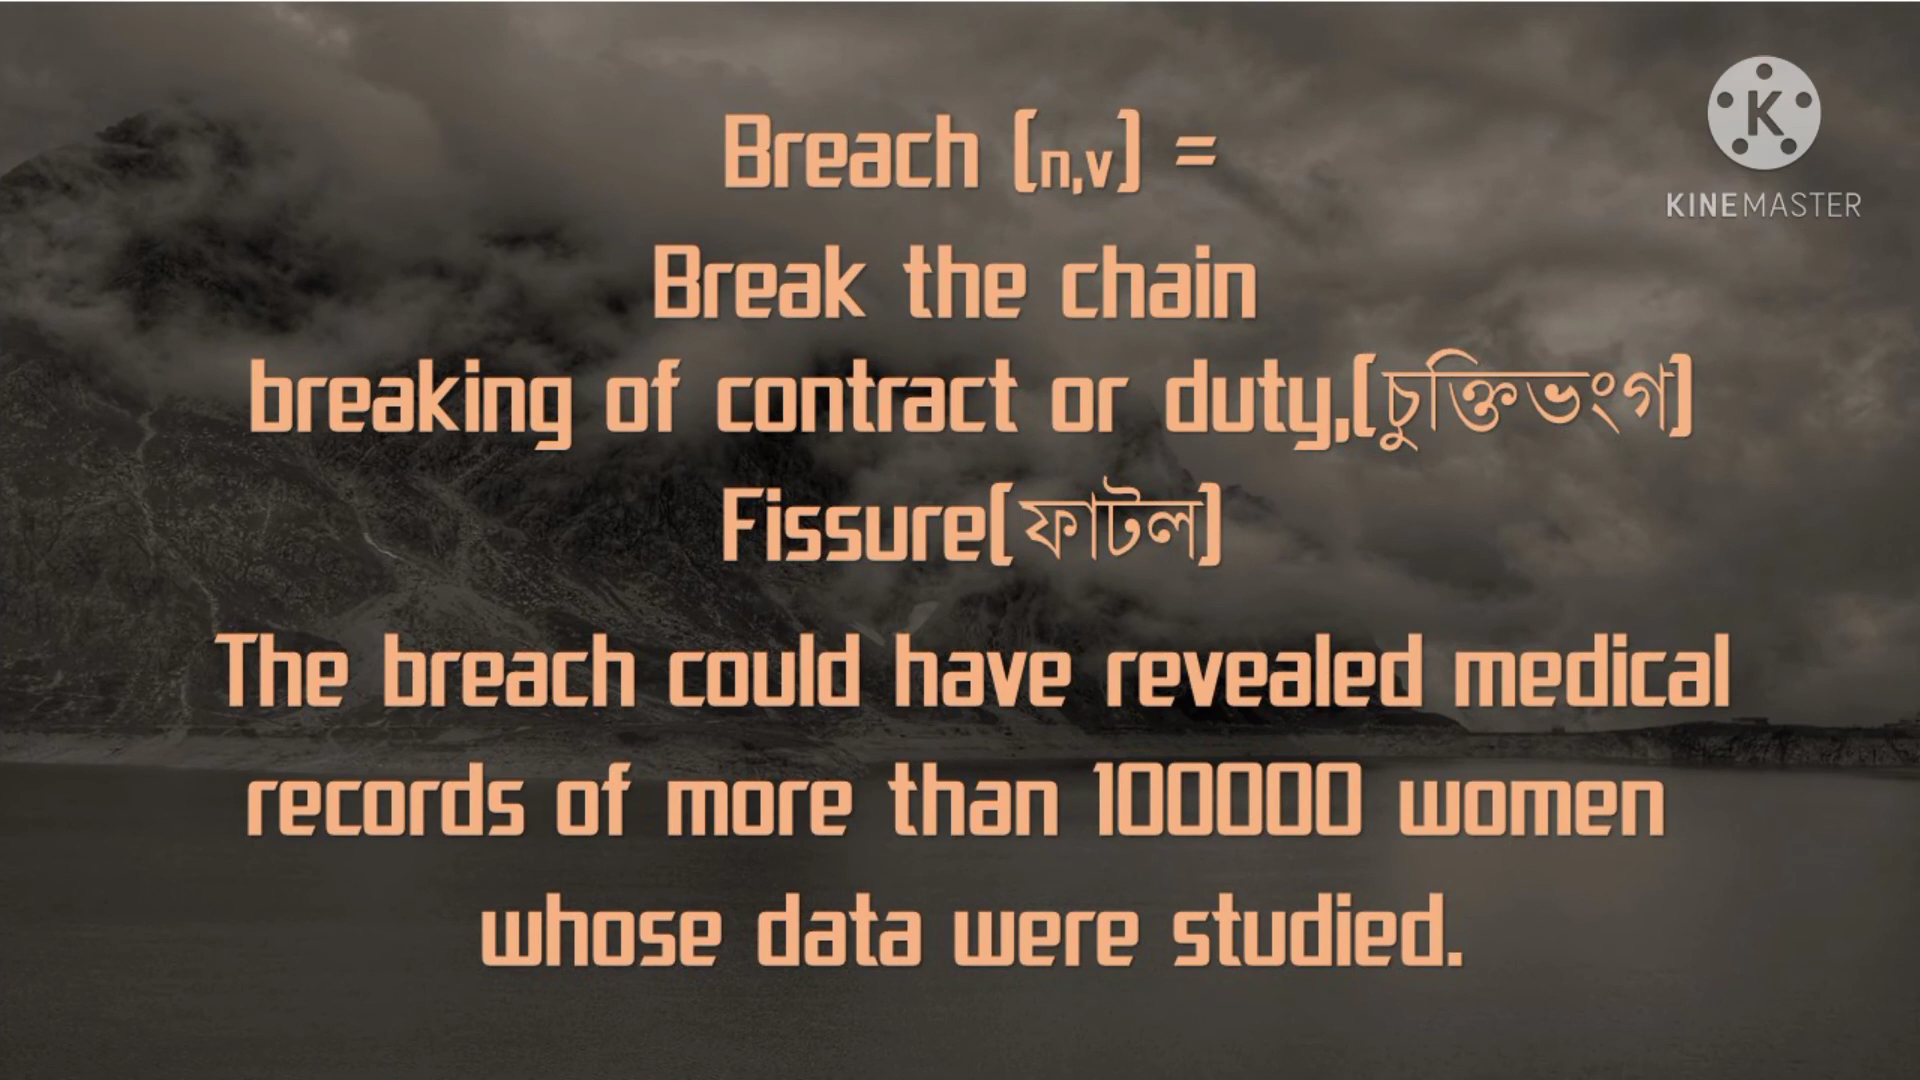 Breach (n,v) =
K
KINEMASTER
Break the chain
breaking of contract or duty,(চুক্তিভংগ)
Fissure(ফাটল)
The breach could have revealed medical
records of more than 100000 women
whose data were studied.